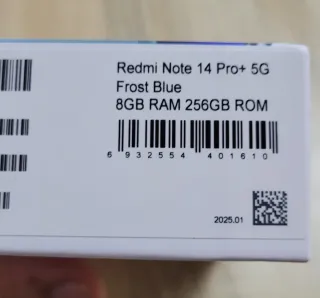 Redmi Note 14 Pro+ 5G
Frost Blue
8GB RAM 256GB ROM
6 932554 401610
2025.01